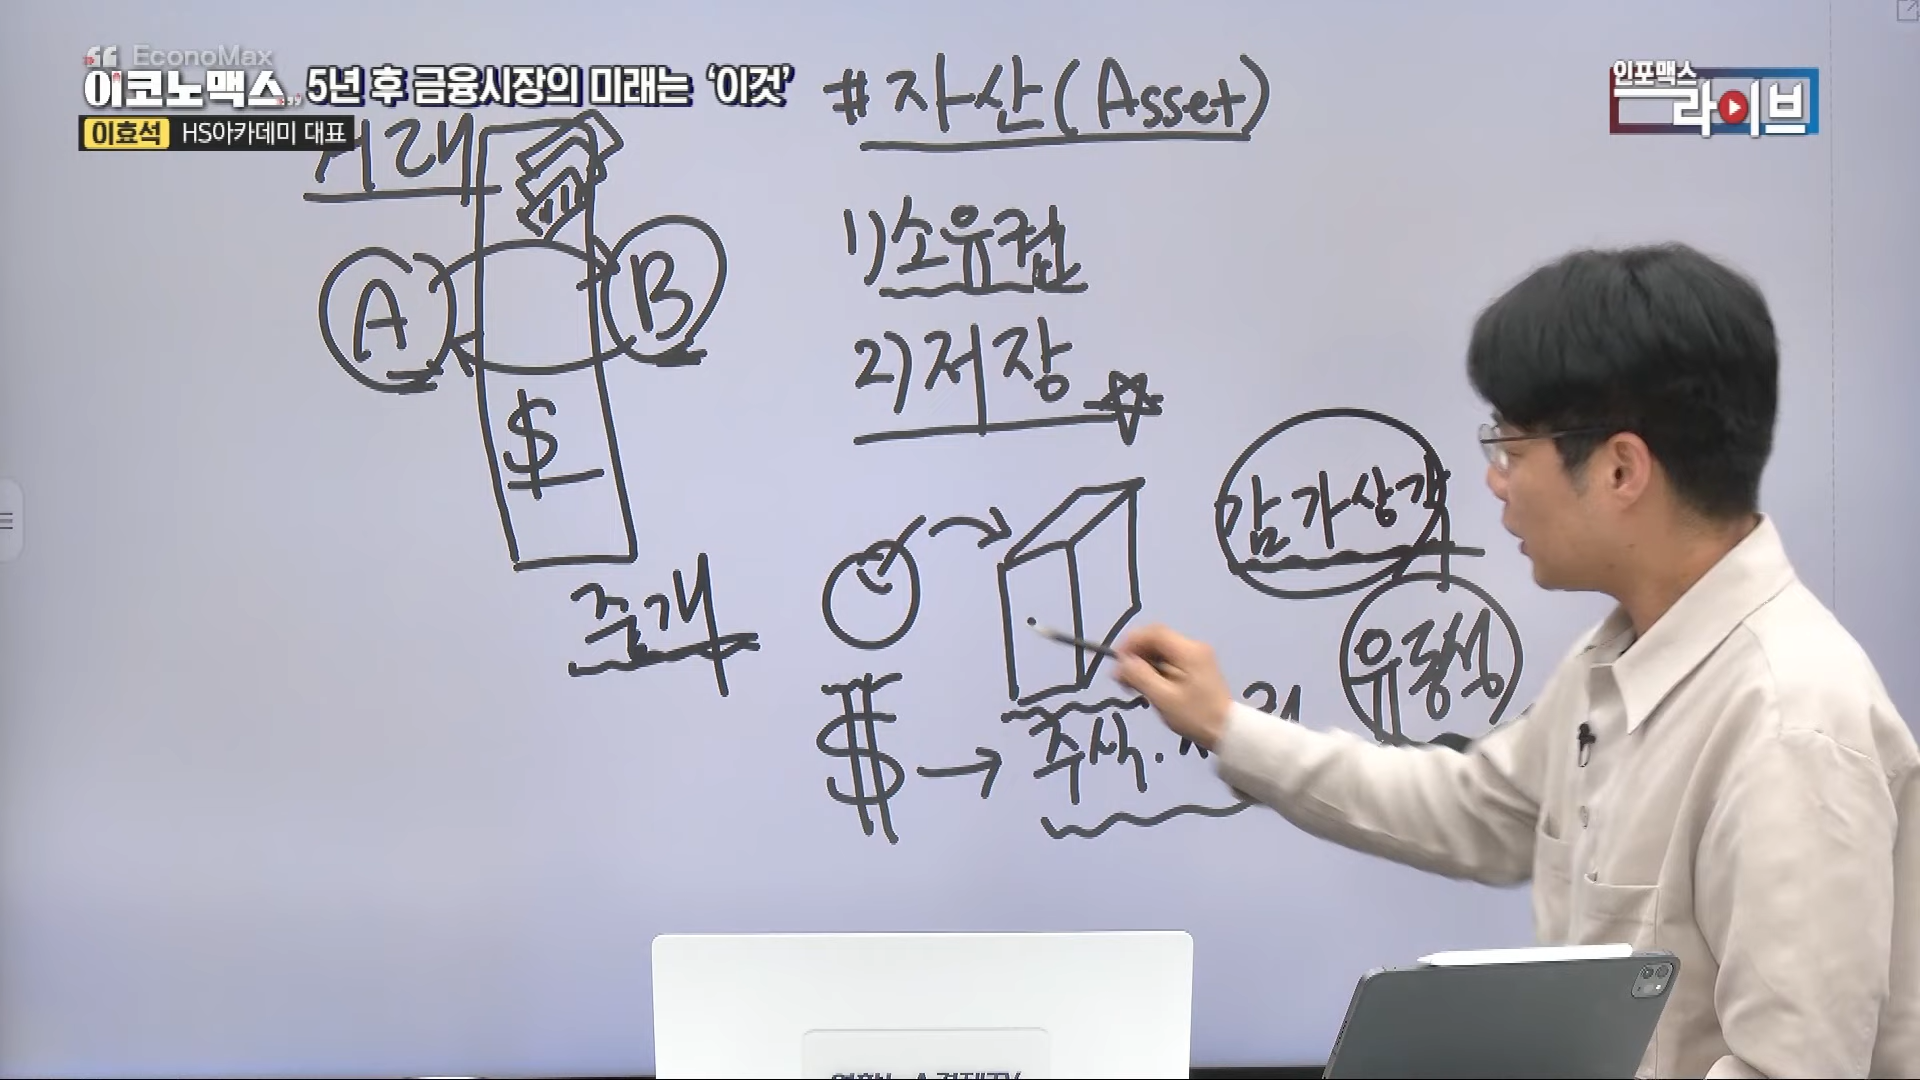 EconoMax
이코노맥스
5년 후 금융시장의 미래는 '이것'
이효석 HS아카데미 대표
인포맥스
라이브
#자산(Asset)
거래
1)소유권
2)저장
A
B
$
중개
감가상각
유동성
$ → 주식.